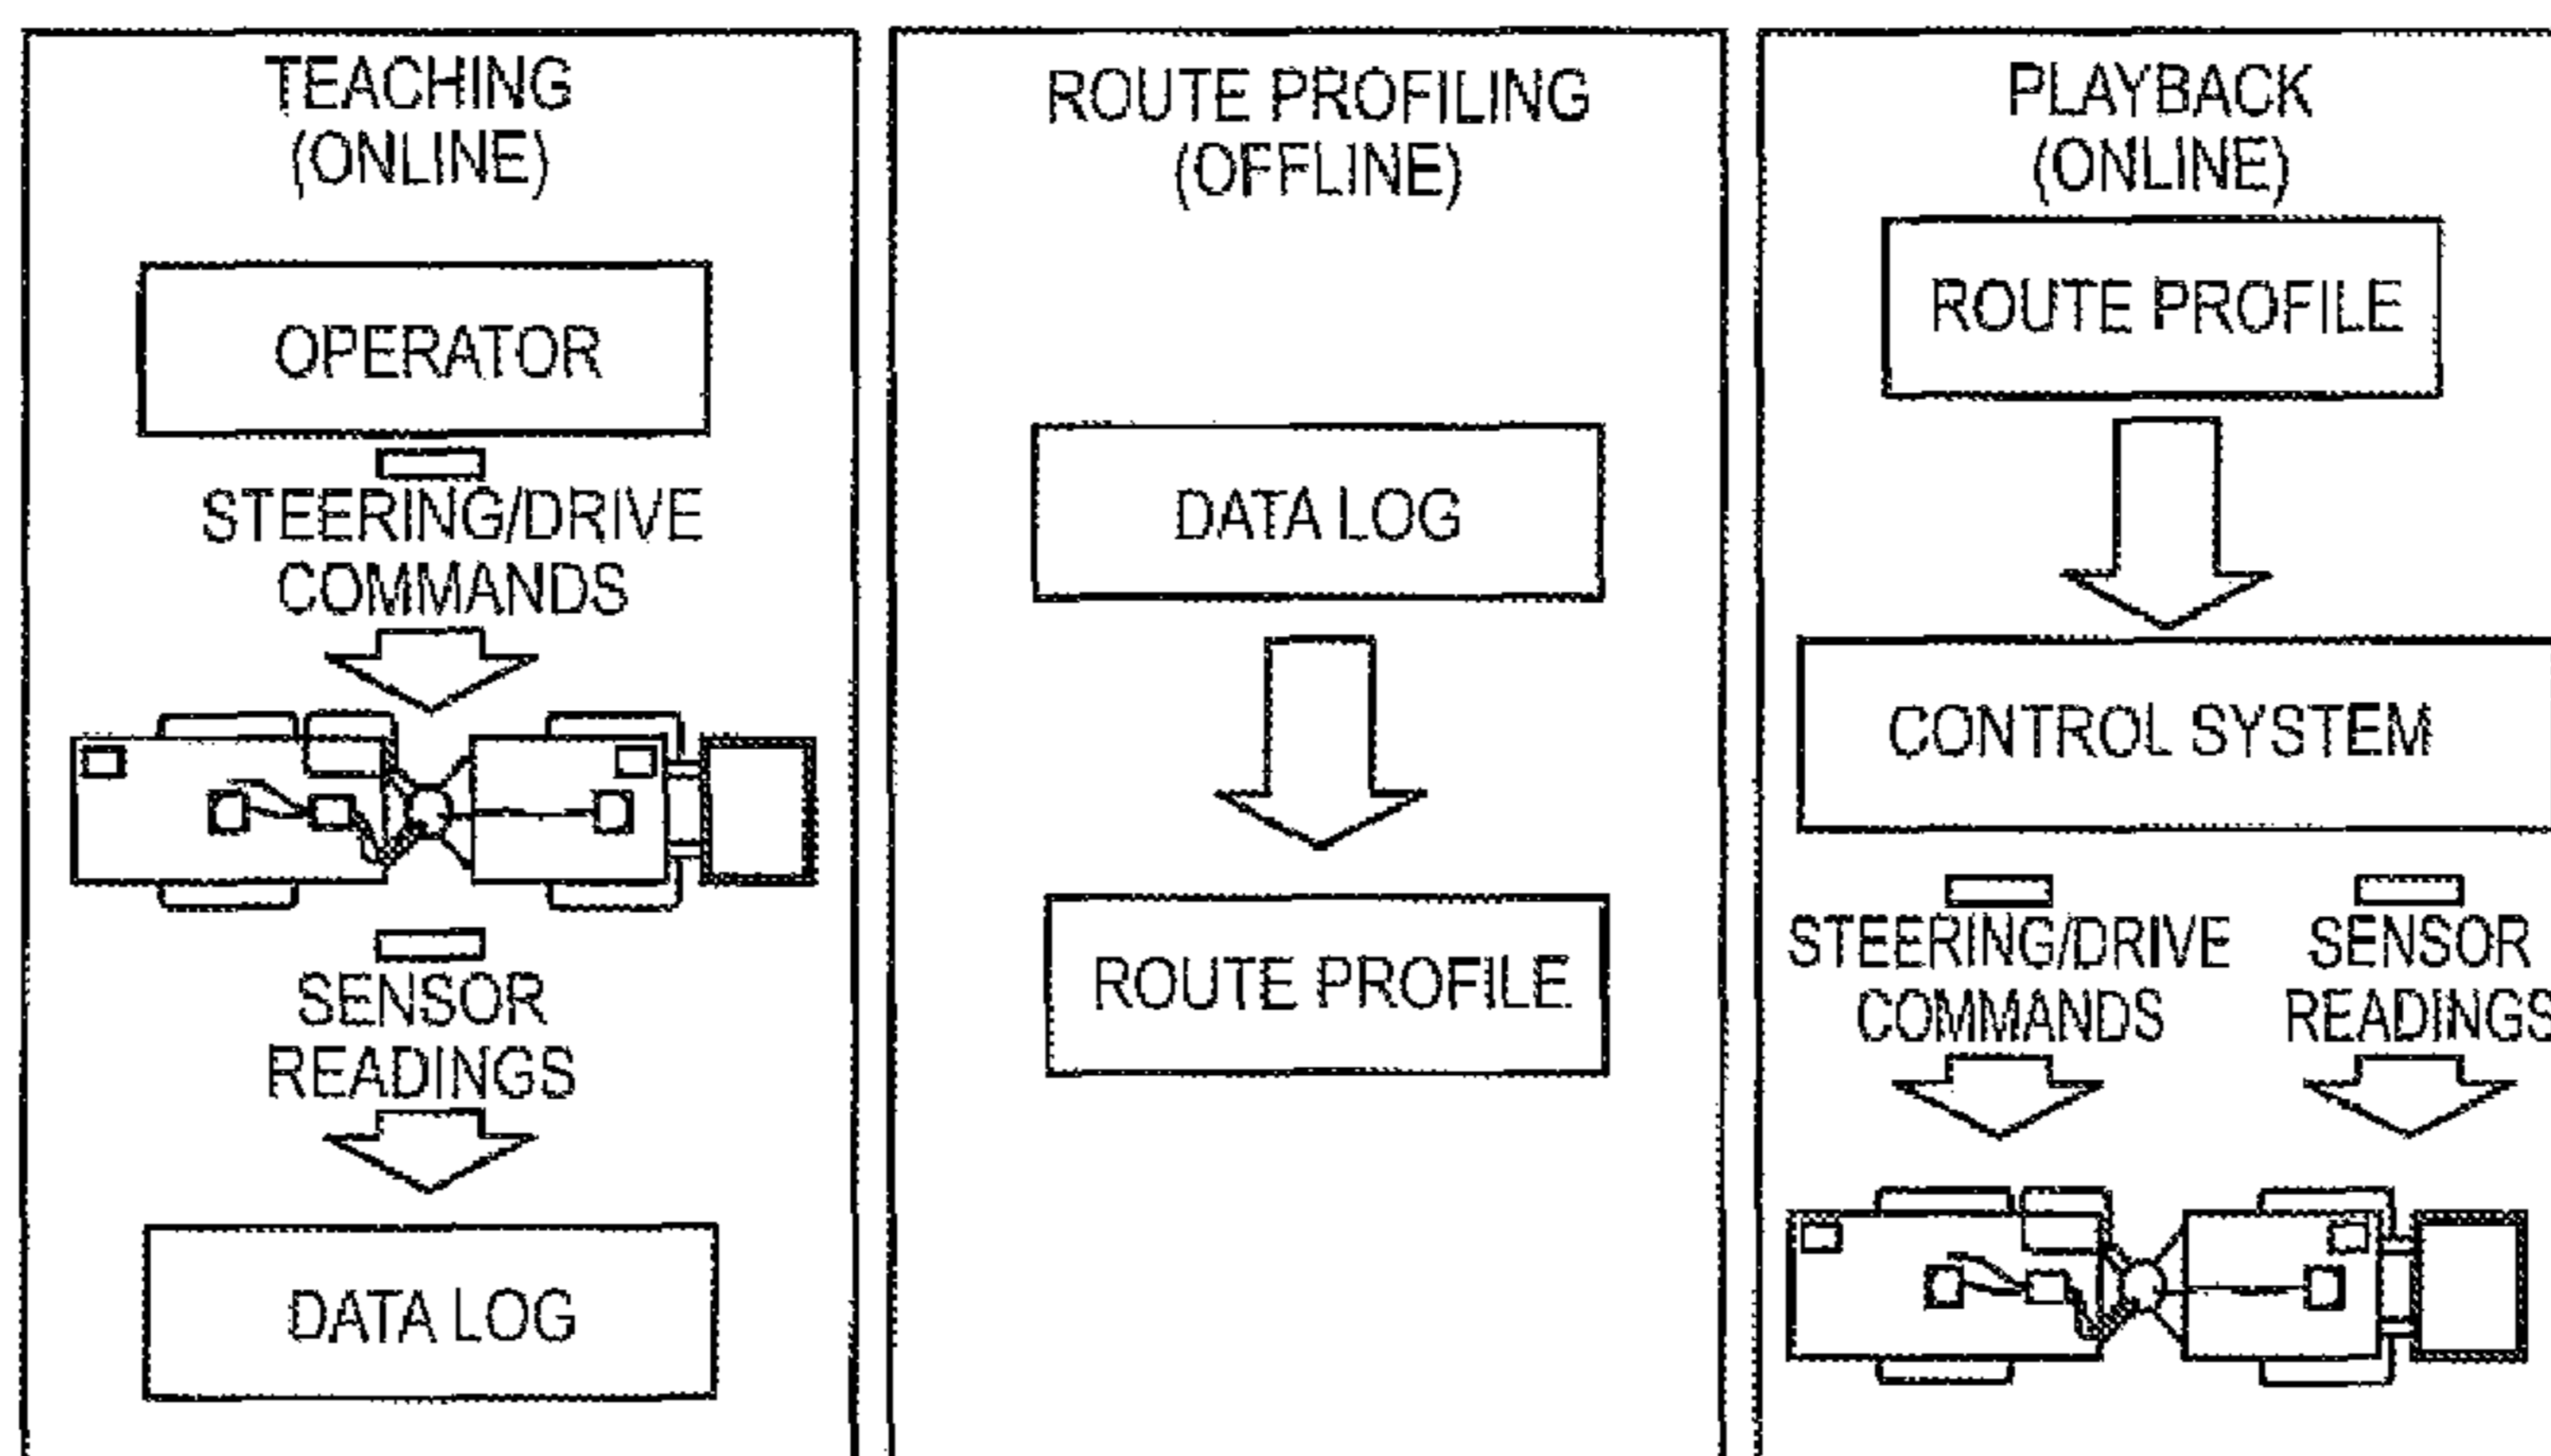 TEACHING
(ONLINE)
OPERATOR
STEERING/DRIVE
COMMANDS
SENSOR
READINGS
DATA LOG
ROUTE PROFILING
(OFFLINE)
DATA LOG
ROUTE PROFILE
PLAYBACK
(ONLINE)
ROUTE PROFILE
CONTROL SYSTEM
STEERING/DRIVE
COMMANDS
SENSOR
READINGS